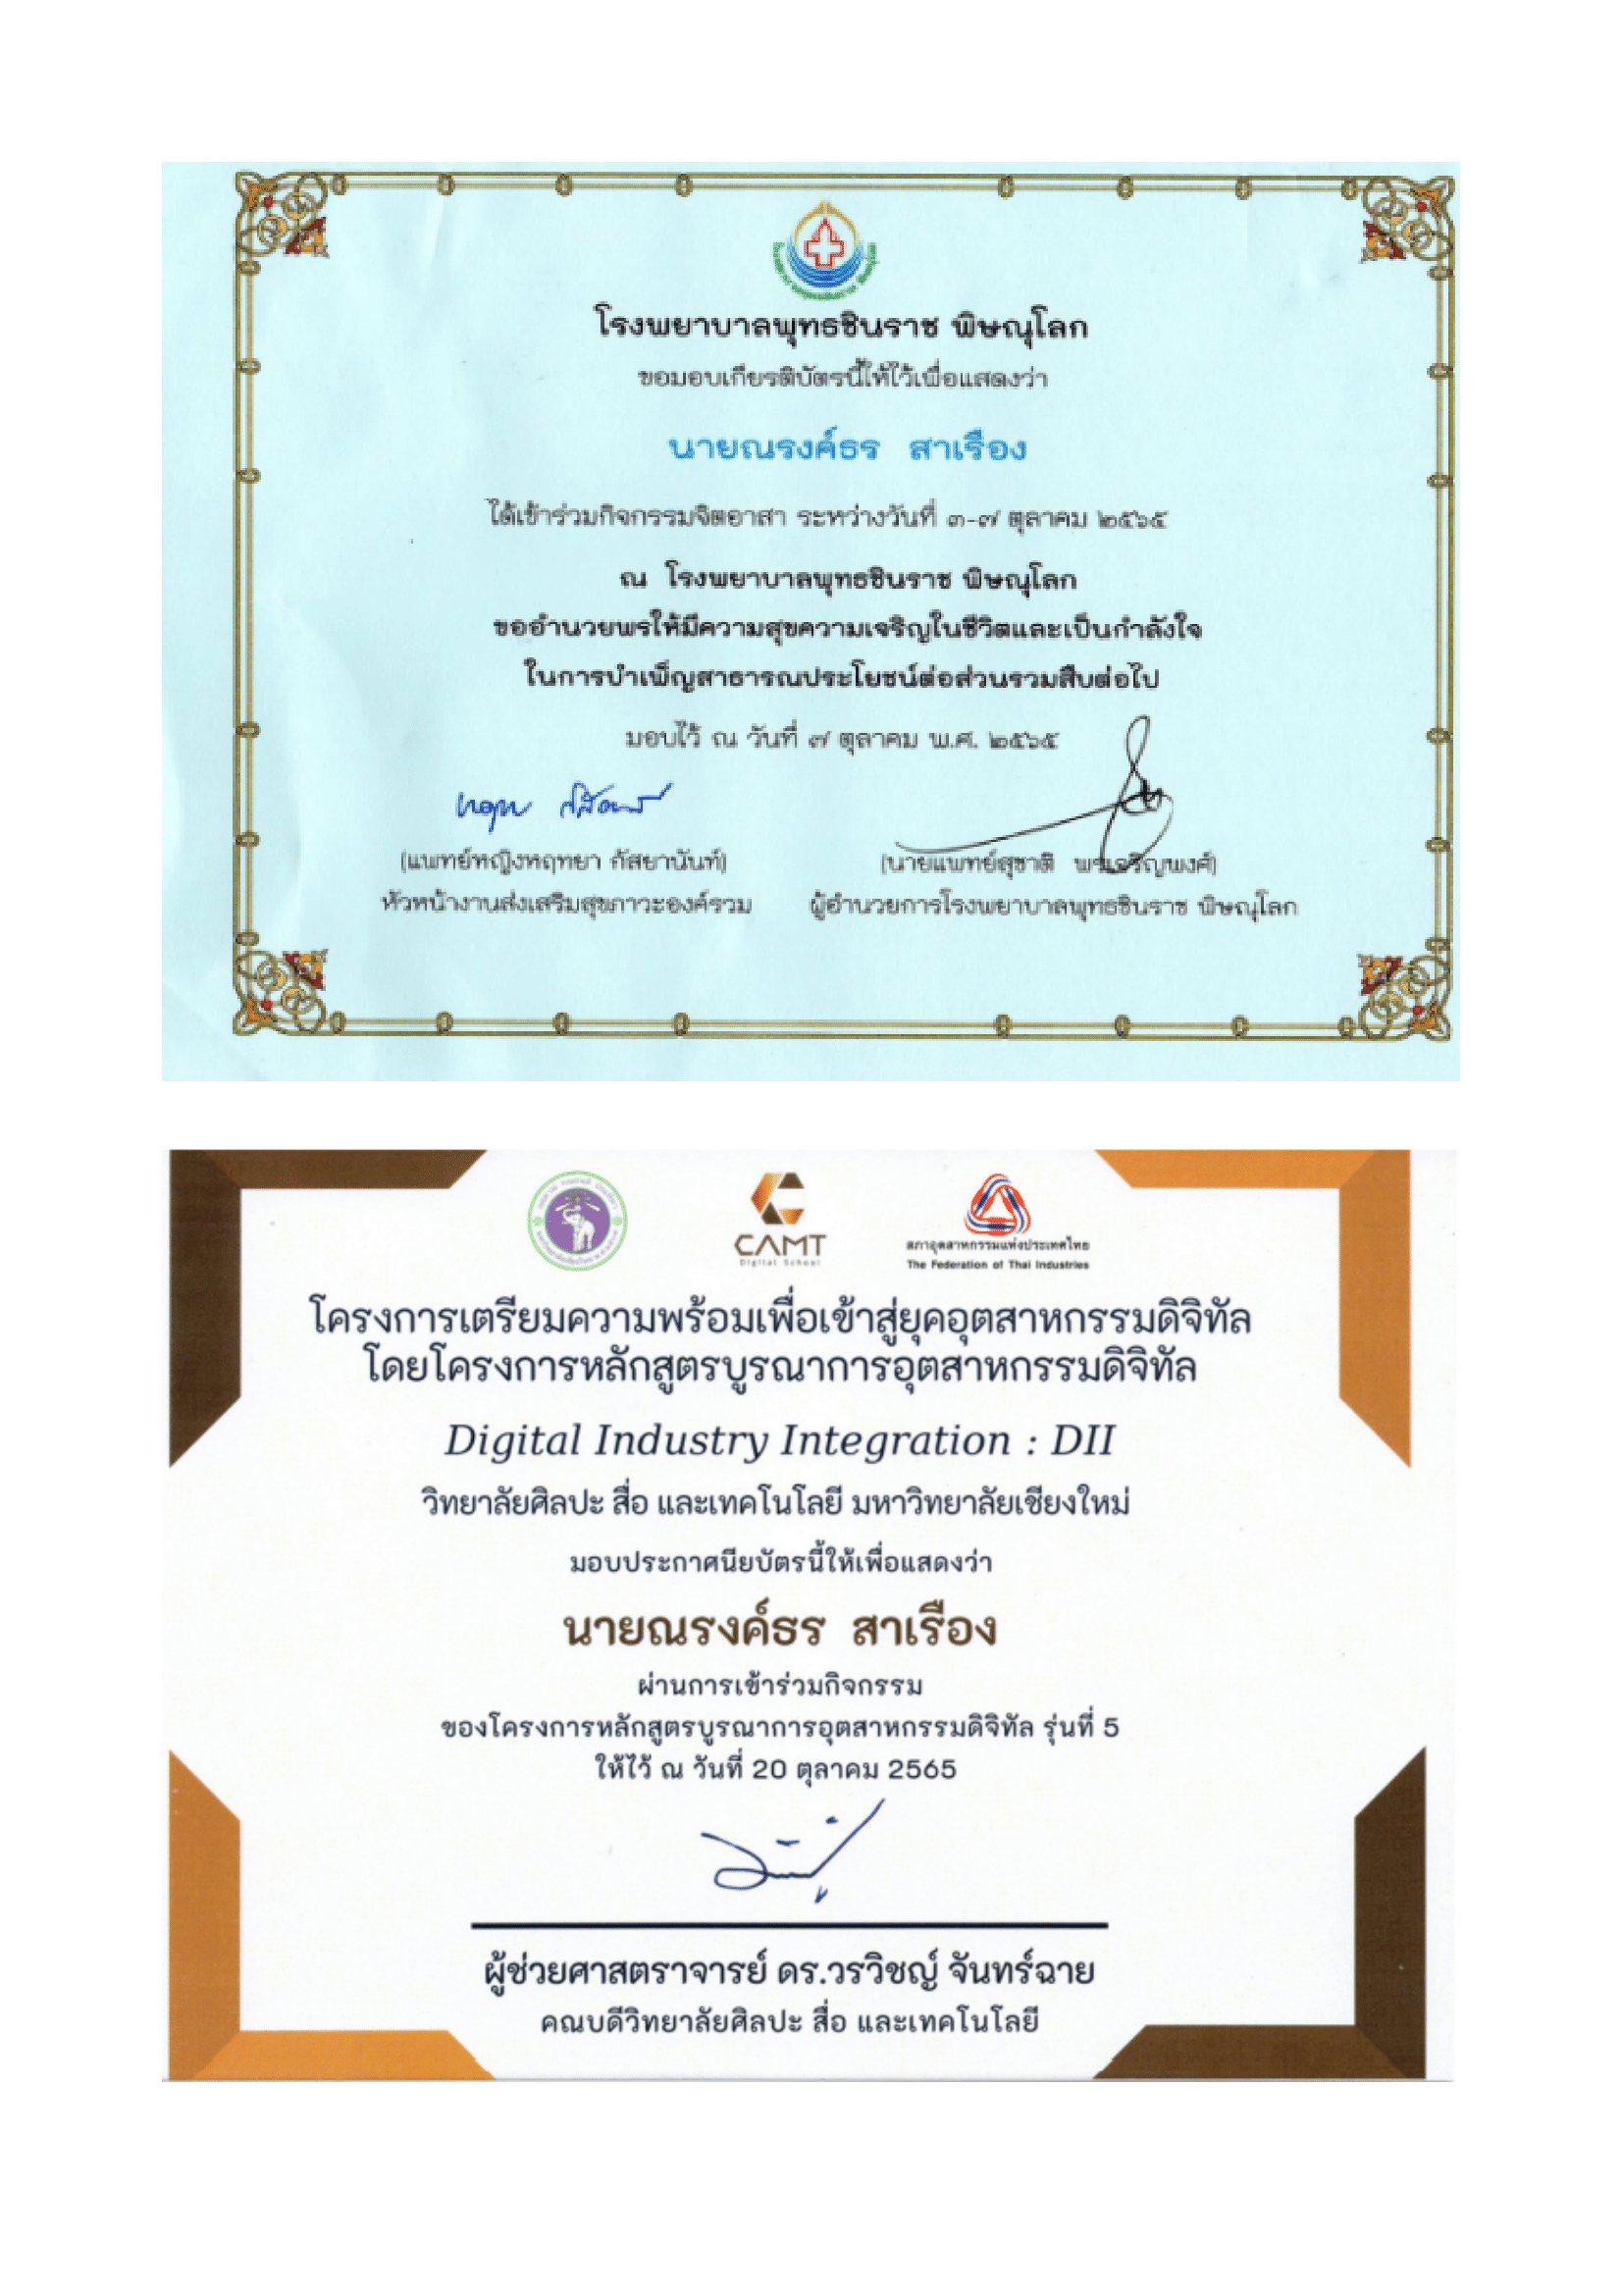 โรงพยาบาลพุทธชินราช พิษณุโลก
ขอมอบเกียรติบัตรนี้ให้ไว้เพื่อแสดงว่า
นายณรงค์ธร สาเรือง
ได้เข้าร่วมกิจกรรมจิตอาสา ระหว่างวันที่ ๓-๗ ตุลาคม ๒๕๖๕
ณ โรงพยาบาลพุทธชินราช พิษณุโลก
ขออำนวยพรให้มีความสุขความเจริญในชีวิตและเป็นกำลังใจ
ในการบำเพ็ญสาธารณประโยชน์ต่อส่วนรวมสืบต่อไป
มอบไว้ ณ วันที่ ๗ ตุลาคม พ.ศ. ๒๕๖๕
(แพทย์หญิงหฤทยา กัสยานันท์) (นายแพทย์สุชาติ พรเจริญพงศ์)
หัวหน้างานส่งเสริมสุขภาวะองค์รวม ผู้อำนวยการโรงพยาบาลพุทธชินราช พิษณุโลก
CAMT
Digital School
สภาอุตสาหกรรมแห่งประเทศไทย
The Federation of Thai Industries
โครงการเตรียมความพร้อมเพื่อเข้าสู่ยุคอุตสาหกรรมดิจิทัล
โดยโครงการหลักสูตรบูรณาการอุตสาหกรรมดิจิทัล
Digital Industry Integration : DII
วิทยาลัยศิลปะ สื่อ และเทคโนโลยี มหาวิทยาลัยเชียงใหม่
มอบประกาศนียบัตรนี้ให้เพื่อแสดงว่า
นายณรงค์ธร สาเรือง
ผ่านการเข้าร่วมกิจกรรม
ของโครงการหลักสูตรบูรณาการอุตสาหกรรมดิจิทัล รุ่นที่ 5
ให้ไว้ ณ วันที่ 20 ตุลาคม 2565
ผู้ช่วยศาสตราจารย์ ดร.วรวิชญ์ จันทร์ฉาย
คณบดีวิทยาลัยศิลปะ สื่อ และเทคโนโลยี